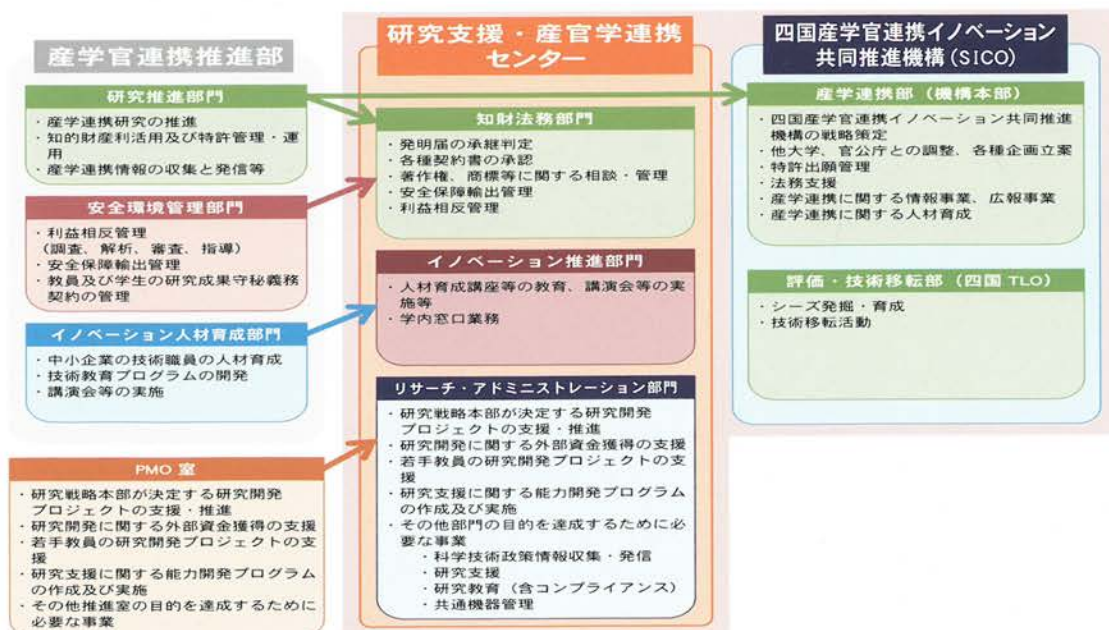 産学官連携推進部
研究推進部門
・産学連携研究の推進
・知的財産利活用及び特許管理・運
用
・産学連携情報の収集と発信等
安全環境管理部門
・利益相反管理
(調査、解析、審査、指導)
・安全保障輸出管理
・教員及び学生の研究成果守秘義務
契約の管理
イノベーション人材育成部門
・中小企業の技術職員の人材育成
・技術教育プログラムの開発
・講演会等の実施
PMO 室
・研究戦略本部が決定する研究開発
プロジェクトの支援・推進
・研究開発に関する外部資金獲得の支援
・若手教員の研究開発プロジェクトの支
援
・研究支援に関する能力開発プログラム
の作成及び実施
・その他推進室の目的を達成するために
必要な事業
研究支援・産官学連携
センター
知財法務部門
・発明届の承継判定
・各種契約書の承認
・著作権、商標等に関する相談・管理
・安全保障輸出管理
・利益相反管理
イノベーション推進部門
・人材育成講座等の教育、講演会等の実
施等
・学内窓口業務
リサーチ・アドミニストレーション部門
・研究戦略本部が決定する研究開発
プロジェクトの支援・推進
・研究開発に関する外部資金獲得の支援
・若手教員の研究開発プロジェクトの支
援
・研究支援に関する能力開発プログラム
の作成及び実施
・その他部門の目的を達成するために必
要な事業
・科学技術政策情報収集・発信
・研究支援
・研究教育(含コンプライアンス)
・共通機器管理
四国産学官連携イノベーション
共同推進機構(SICO)
産学連携部(機構本部)
・四国産学官連携イノベーション共同推進
機構の戦略策定
・他大学、官公庁との調整、各種企画立案
・特許出願管理
・法務支援
・産学連携に関する情報事業、広報事業
・産学連携に関する人材育成
評価・技術移転部(四国 TLO)
・シーズ発掘・育成
・技術移転活動